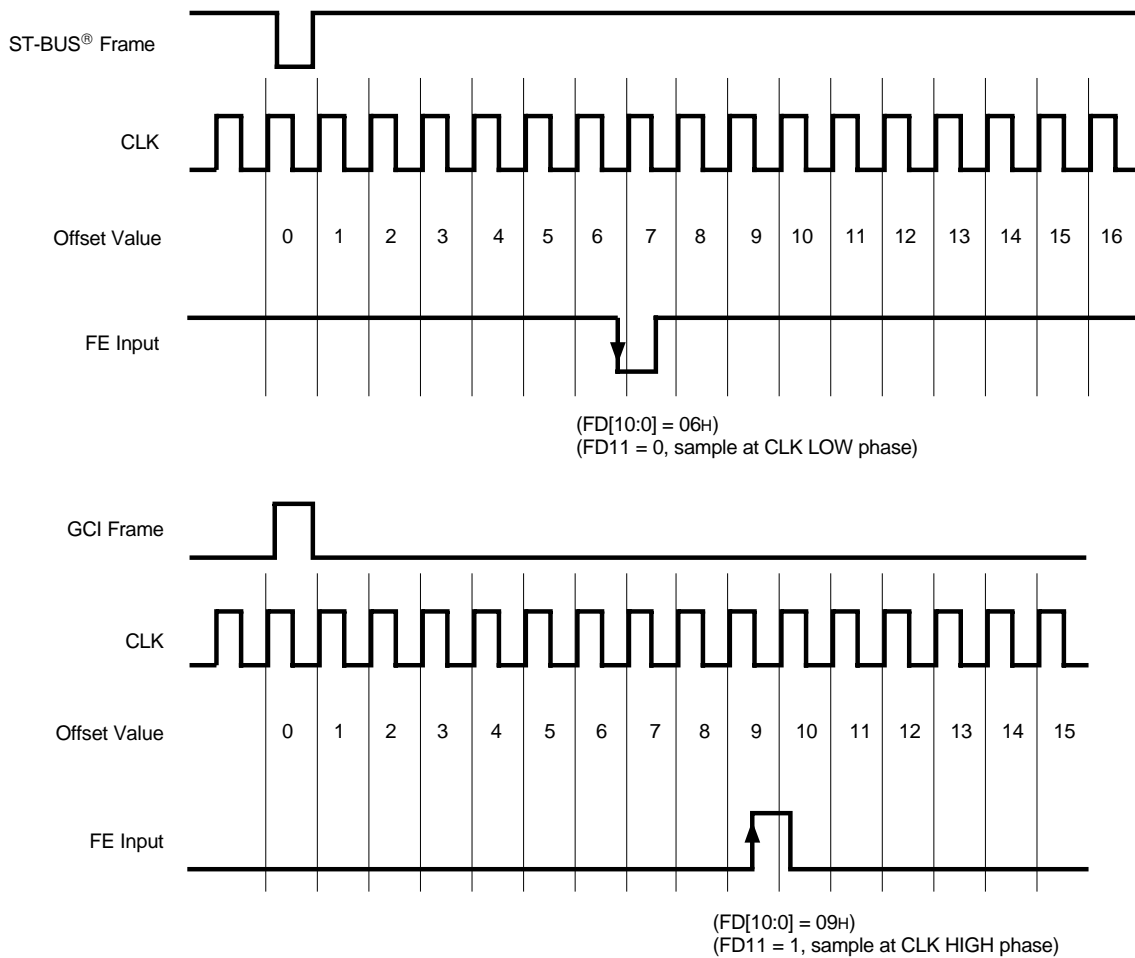 ST-BUS® Frame
CLK
Offset Value 0 1 2 3 4 5 6 7 8 9 10 11 12 13 14 15 16
FE Input
(FD[10:0] = 06H)
(FD11 = 0, sample at CLK LOW phase)
GCI Frame
CLK
Offset Value 0 1 2 3 4 5 6 7 8 9 10 11 12 13 14 15
FE Input
(FD[10:0] = 09H)
(FD11 = 1, sample at CLK HIGH phase)